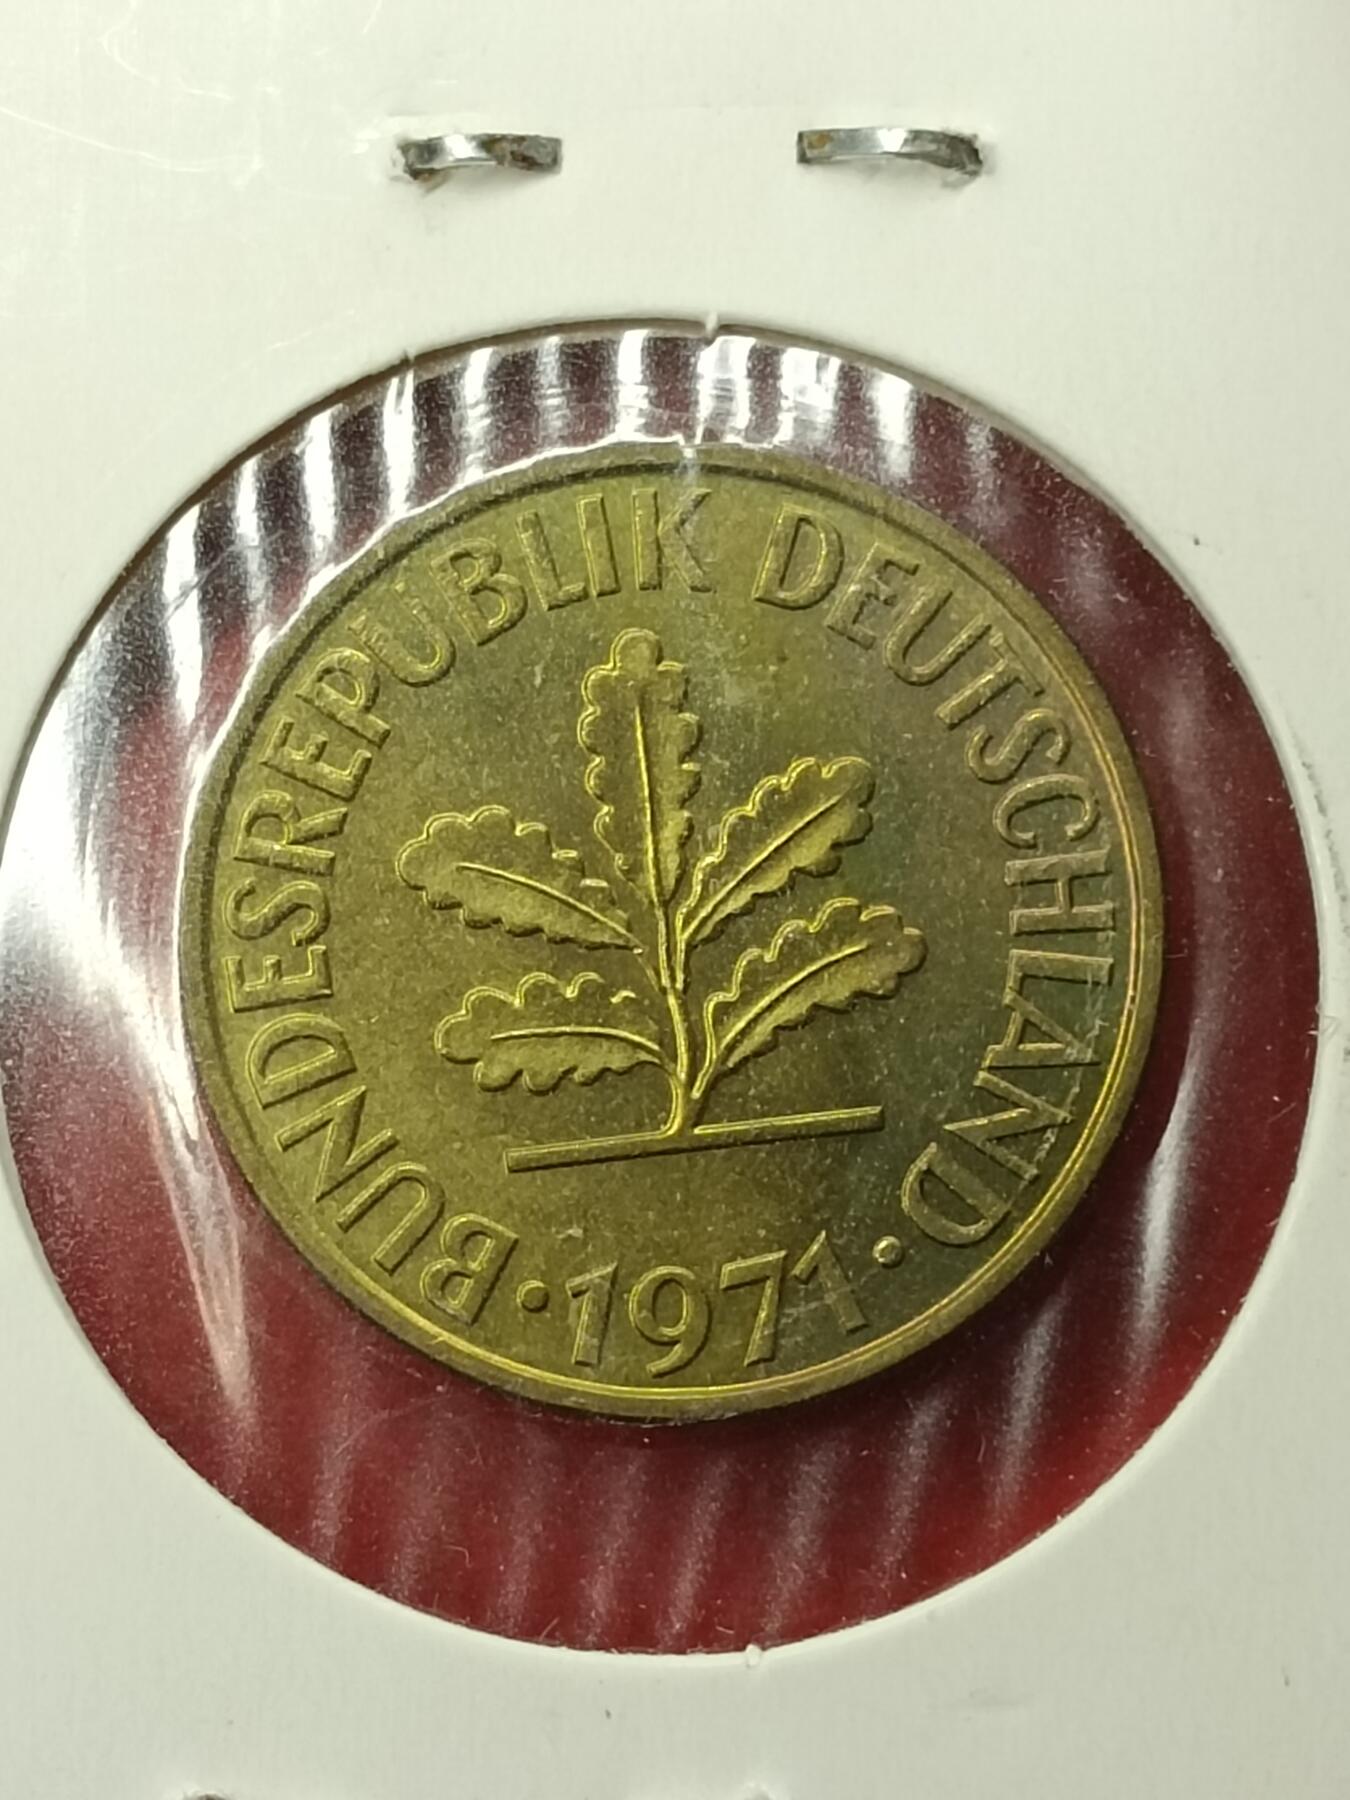 BUNDESREPUBLIK DEUTSCHLAND
· 1971 ·